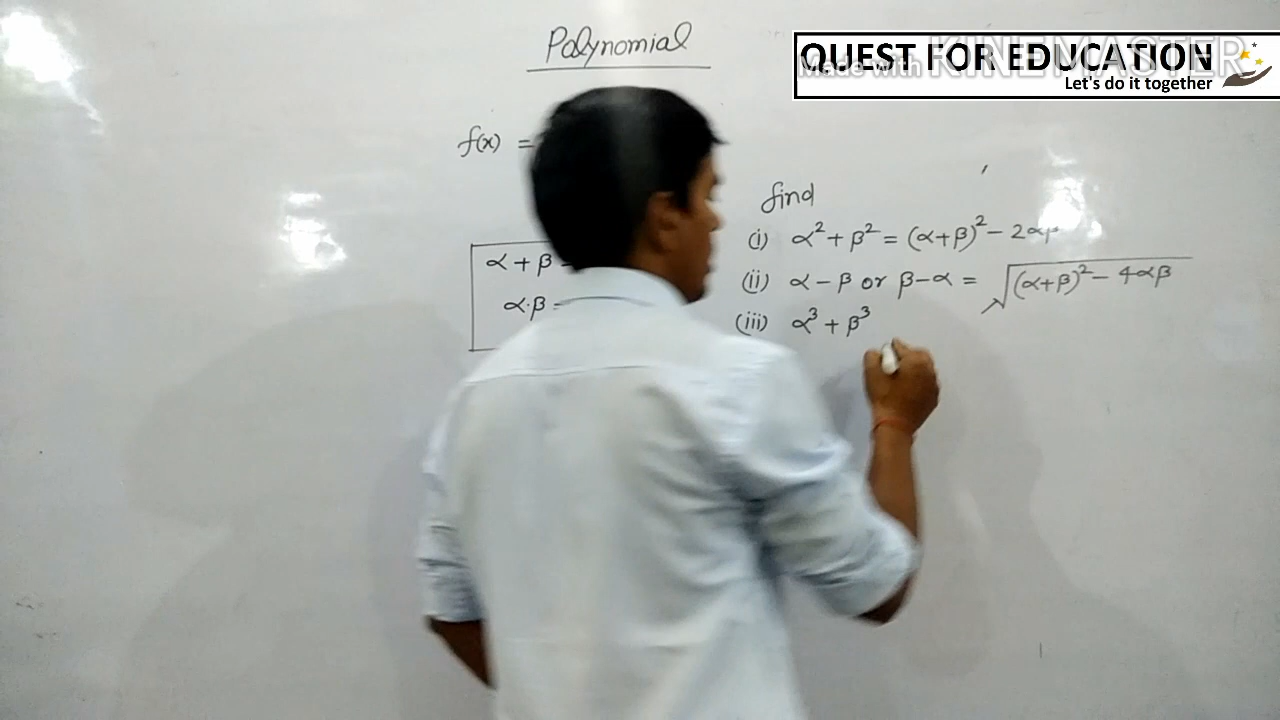 Polynomial
QUEST FOR EDUCATION
Made with KINEMASTER
Let's do it together
f(x) =
find
(i) α² + β² = (α+β)² − 2αβ
α + β =
(ii) α − β or β−α = √(α+β)² − 4αβ
α·β =
(iii) α³ + β³